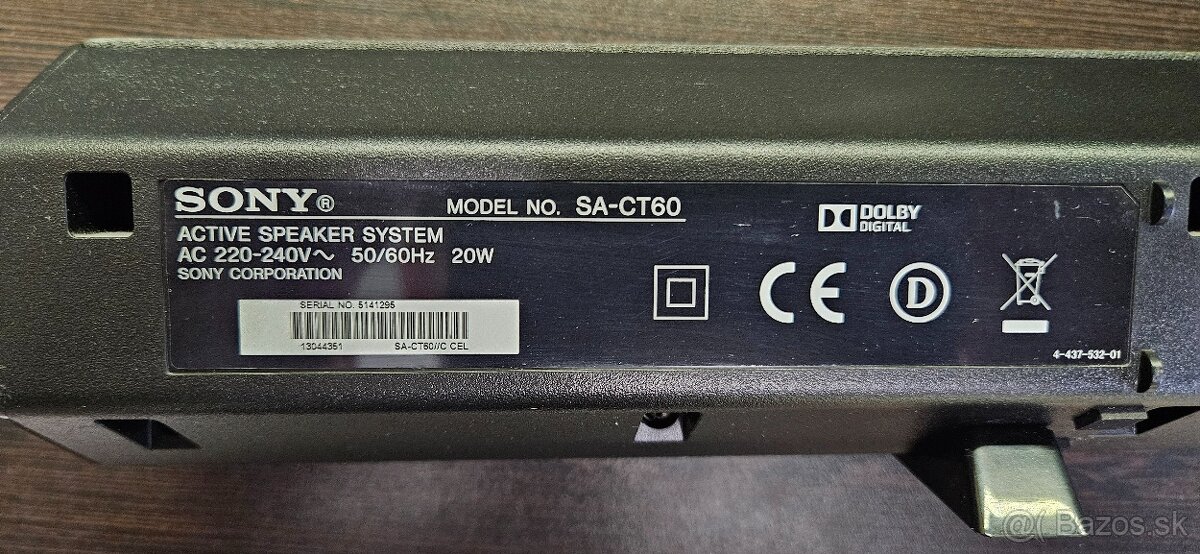 SONY® MODEL NO. SA-CT60
ACTIVE SPEAKER SYSTEM
AC 220-240V~ 50/60Hz 20W
SONY CORPORATION
DOLBY
DIGITAL
CE
D
SERIAL NO. 5141295
13044351 SA-CT60//C CEL
4-437-532-01
@( Bazos.sk